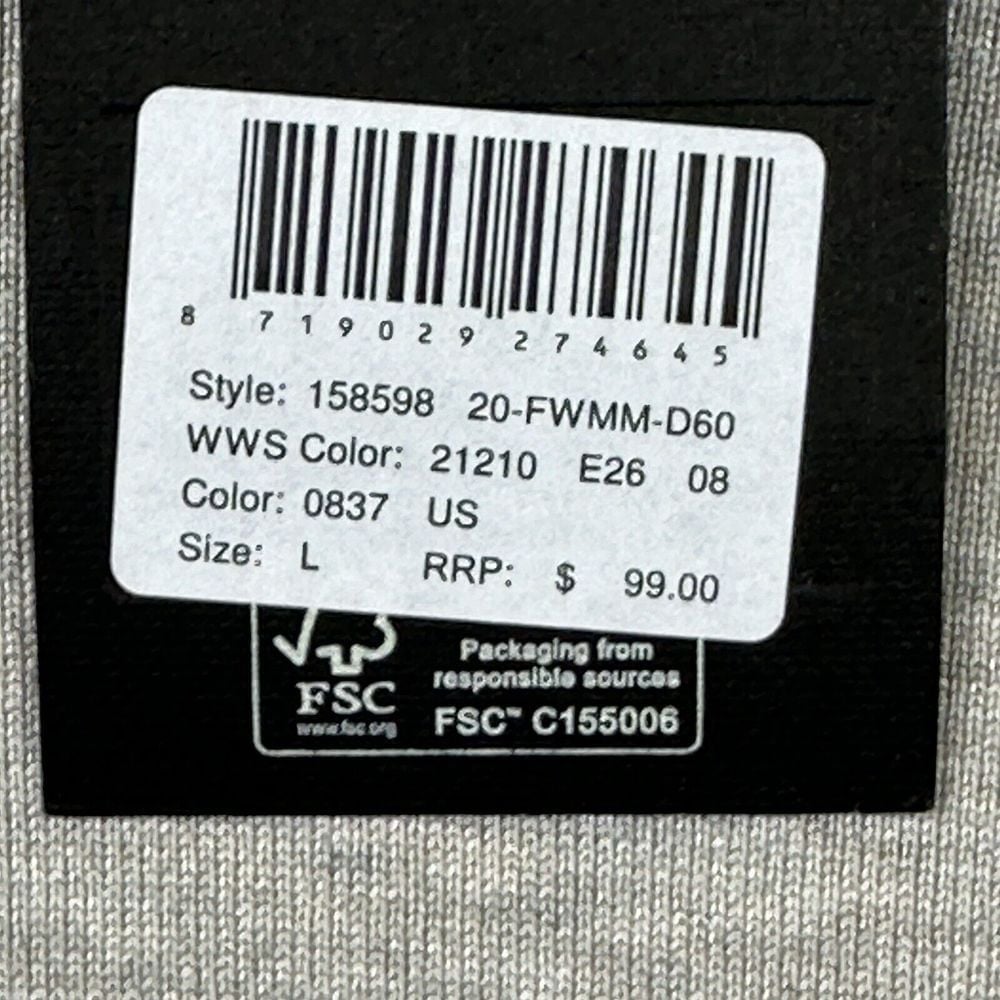 8 719029 274645
Style: 158598 20-FWMM-D60
WWS Color: 21210 E26 08
Color: 0837 US
Size: L RRP: $ 99.00
FSC
www.fsc.org
Packaging from
responsible sources
FSC™ C155006